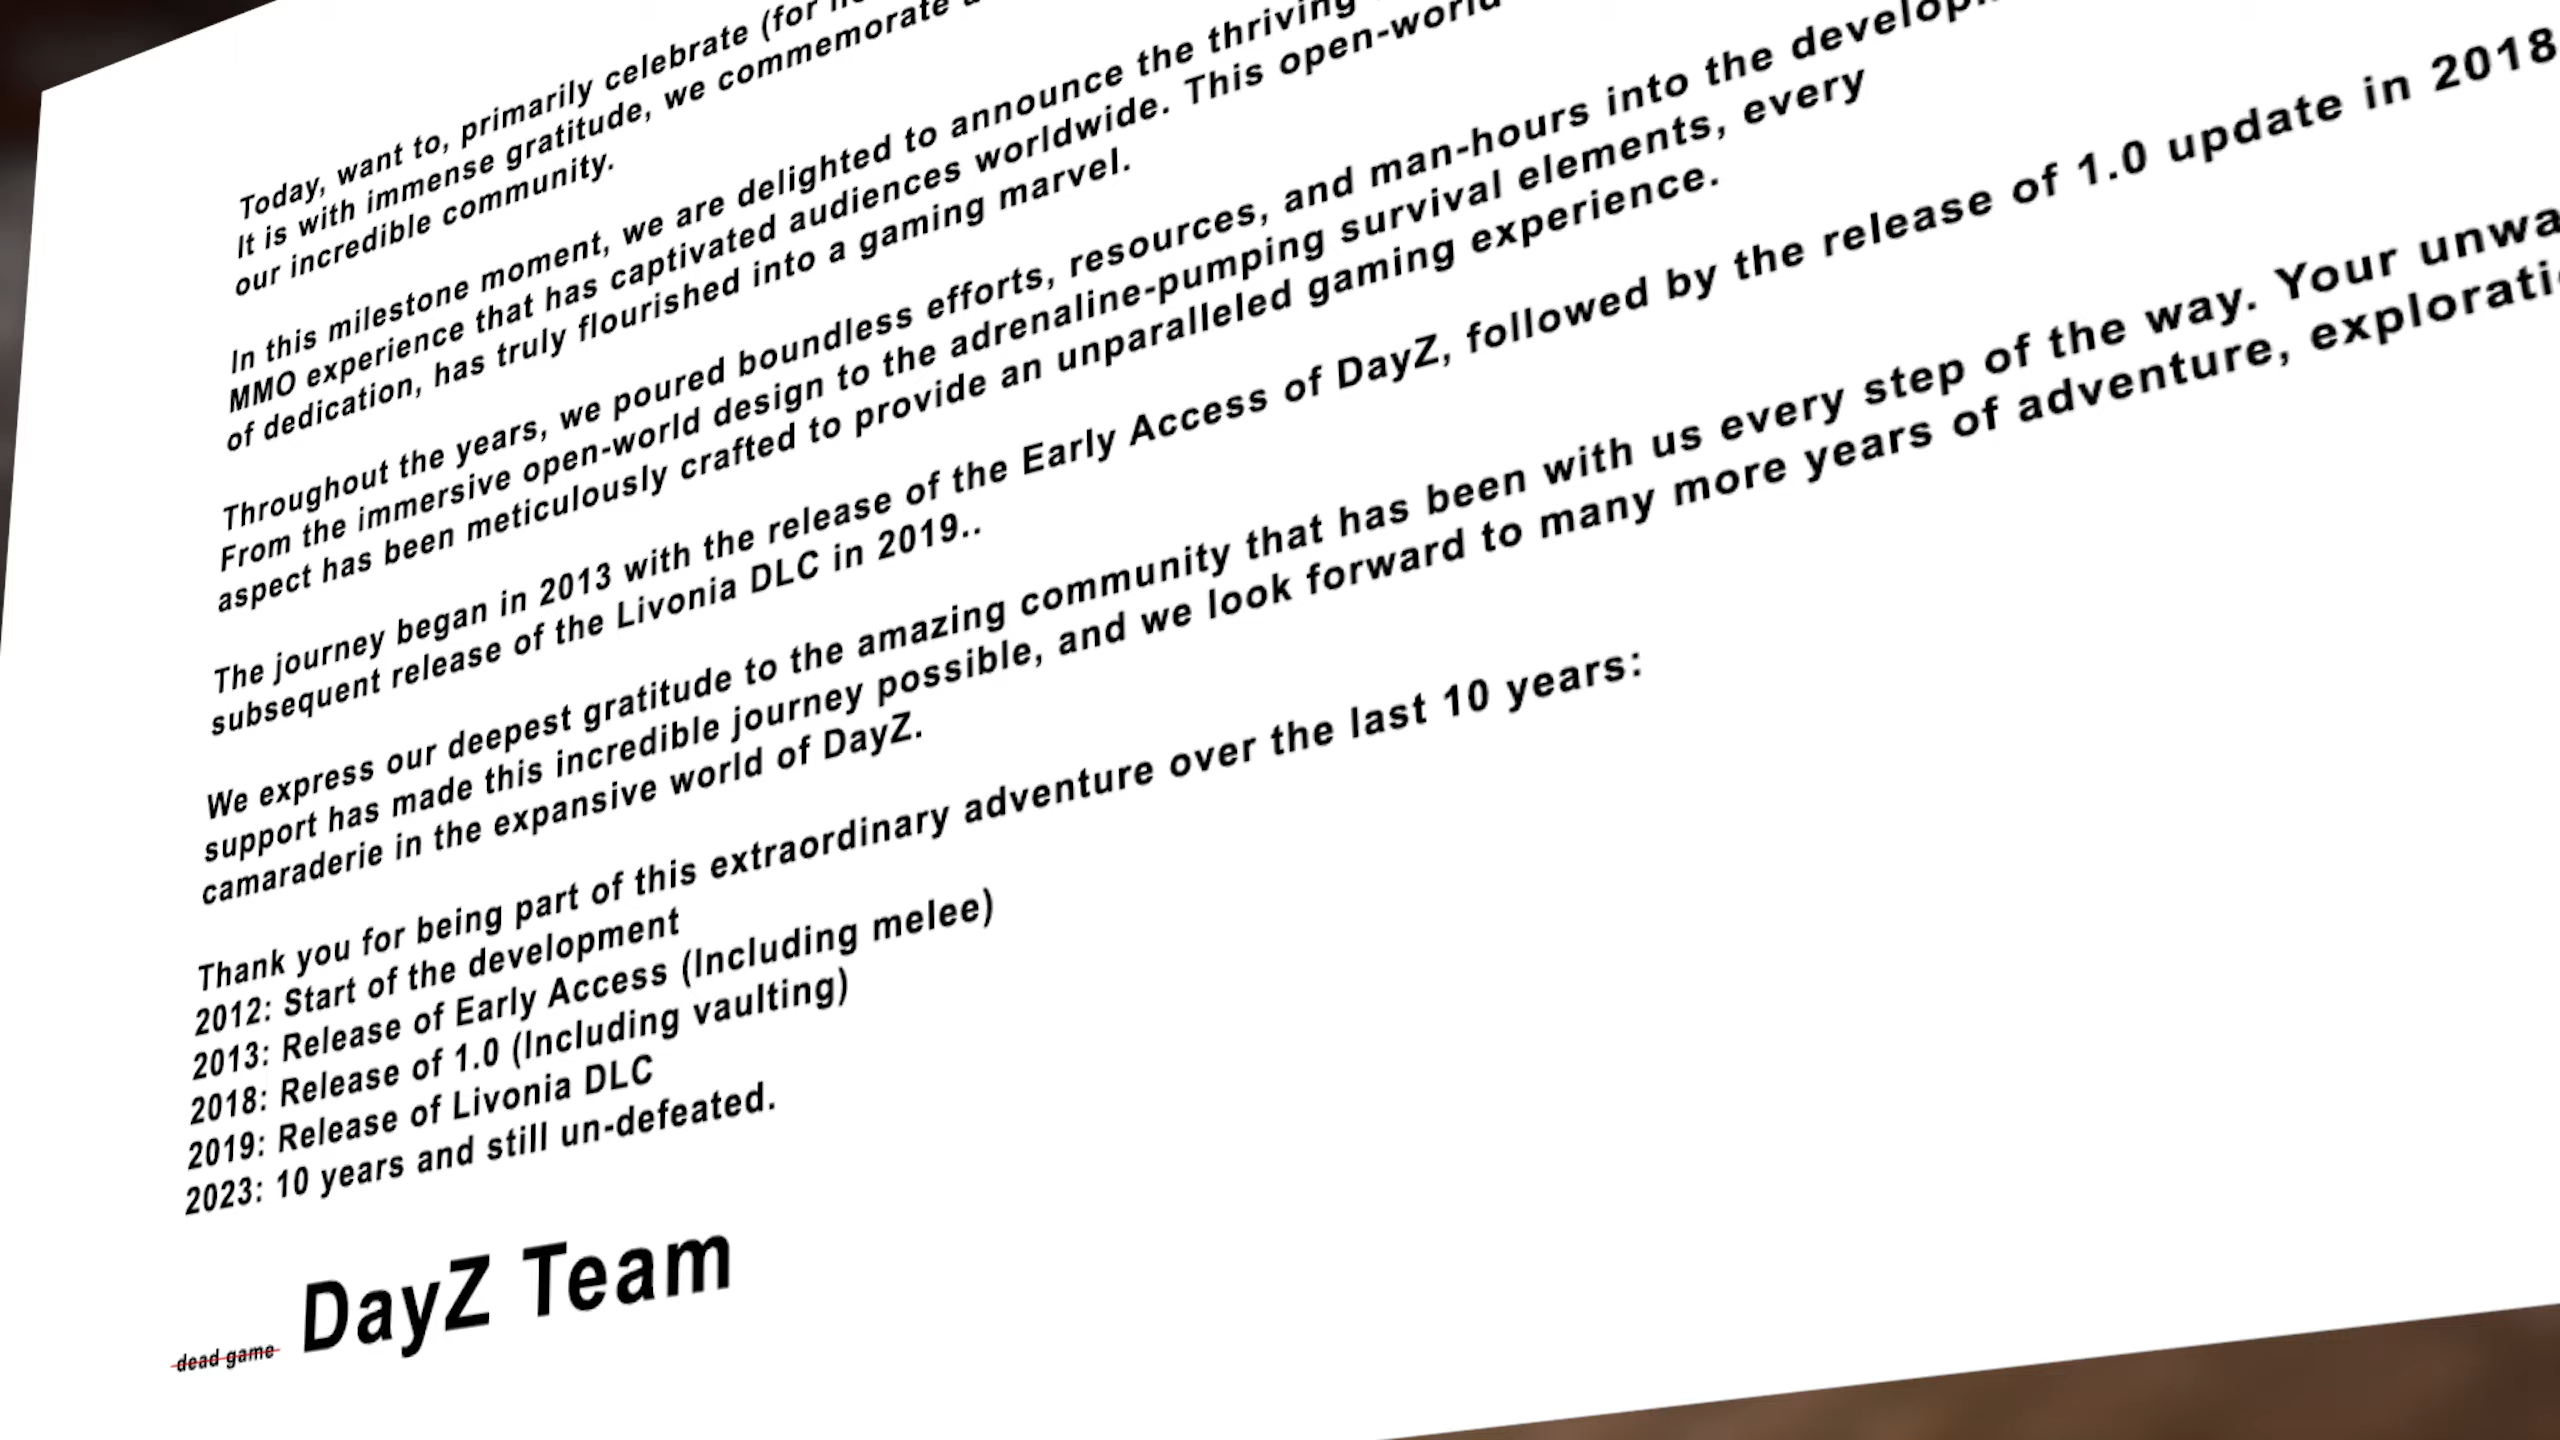 Today, want to, primarily celebrate (for
It is with immense gratitude, we commemorate
our incredible community.
In this milestone moment, we are delighted to announce the thriving
MMO experience that has captivated audiences worldwide. This open-world
of dedication, has truly flourished into a gaming marvel.
Throughout the years, we poured boundless efforts, resources, and man-hours into the
From the immersive open-world design to the adrenaline-pumping survival elements, every
aspect has been meticulously crafted to provide an unparalleled gaming experience.
The journey began in 2013 with the release of the Early Access of DayZ, followed by the release of 1.0 update in 2018
subsequent release of the Livonia DLC in 2019..
We express our deepest gratitude to the amazing community that has been with us every step of the way. Your
support has made this incredible journey possible, and we look forward to many more years of adventure,
camaraderie in the expansive world of DayZ.
Thank you for being part of this extraordinary adventure over the last 10 years:
2012: Start of the development
2013: Release of Early Access (Including melee)
2018: Release of 1.0 (Including vaulting)
2019: Release of Livonia DLC
2023: 10 years and still un-defeated.
DayZ Team
dead game